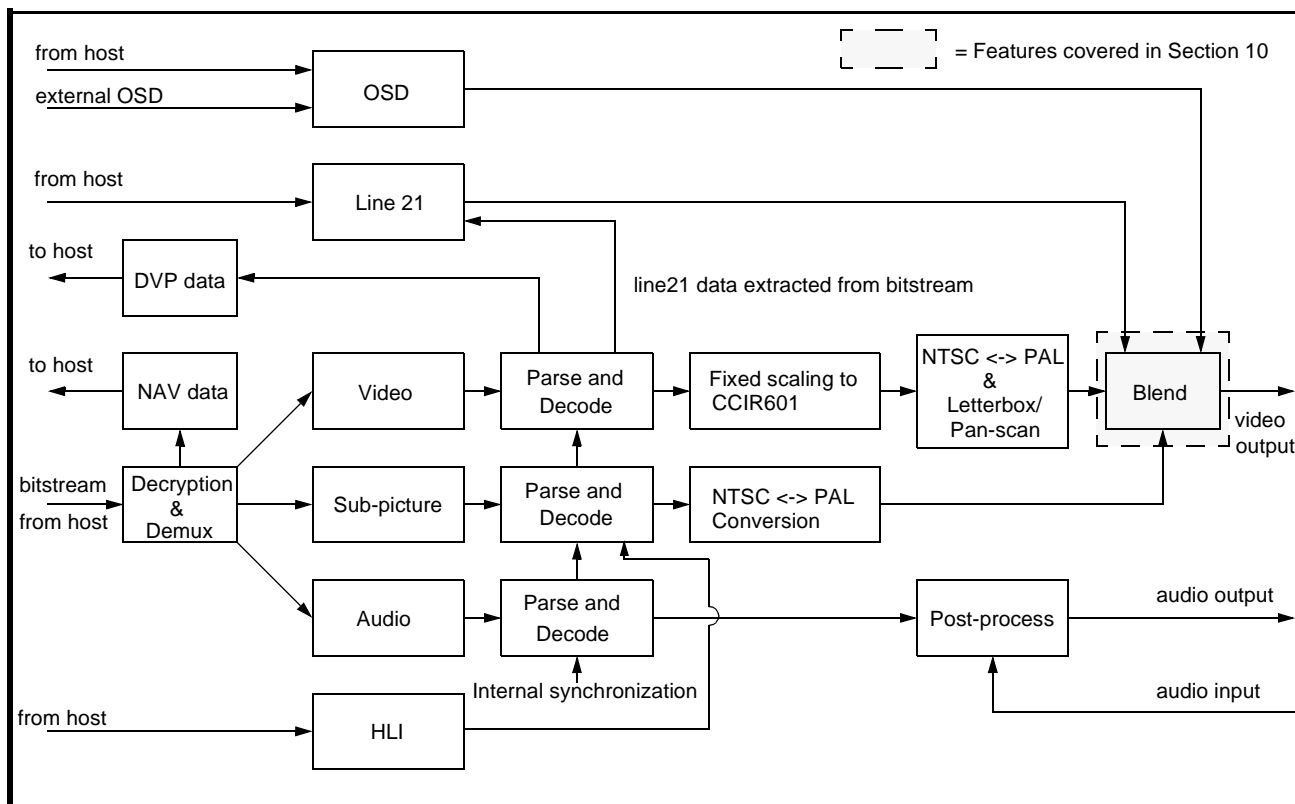 from host
= Features covered in Section 10
external OSD
OSD
from host
Line 21
to host
DVP data
line21 data extracted from bitstream
to host
NAV data
Video
Parse and
Decode
Fixed scaling to
CCIR601
NTSC <-> PAL
&
Letterbox/
Pan-scan
Blend
video
output
bitstream
from host
Decryption
&
Demux
Sub-picture
Parse and
Decode
NTSC <-> PAL
Conversion
Audio
Parse and
Decode
Post-process
audio output
Internal synchronization
audio input
from host
HLI